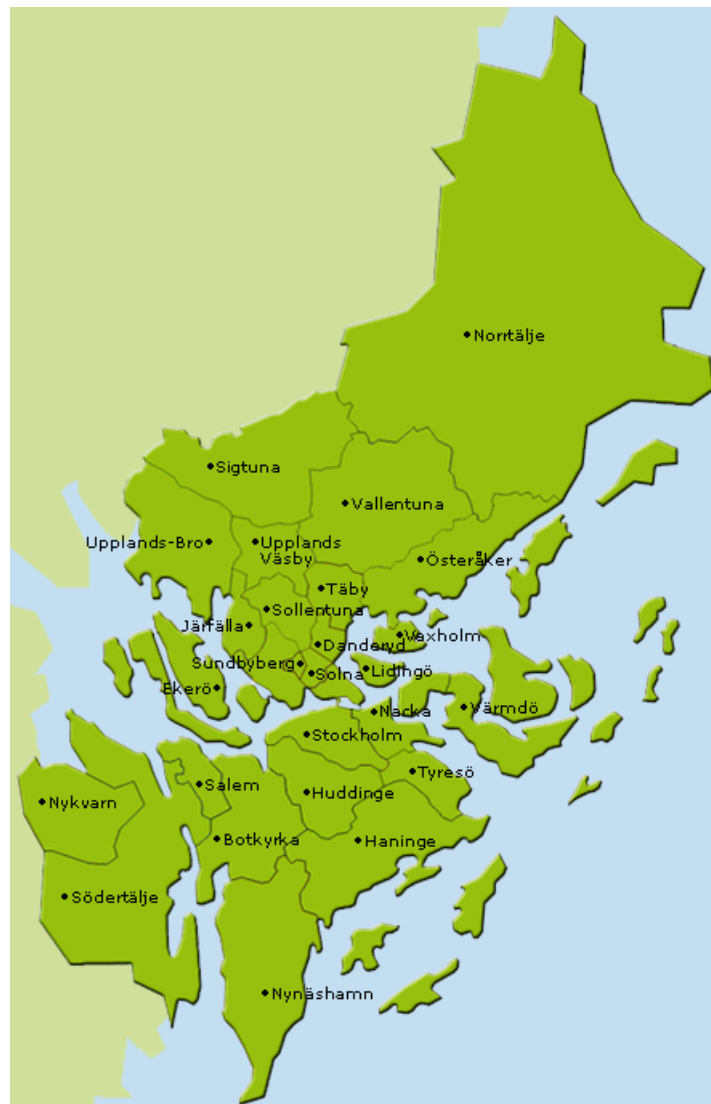 Norrtälje
Sigtuna
Vallentuna
Upplands-Bro
Upplands
Väsby
Österåker
Täby
Sollentuna
Järfälla
Vaxholm
Danderyd
Sundbyberg
Solna
Lidingö
Ekerö
Nacka
Värmdö
Stockholm
Tyresö
Salem
Huddinge
Nykvarn
Botkyrka
Haninge
Södertälje
Nynäshamn